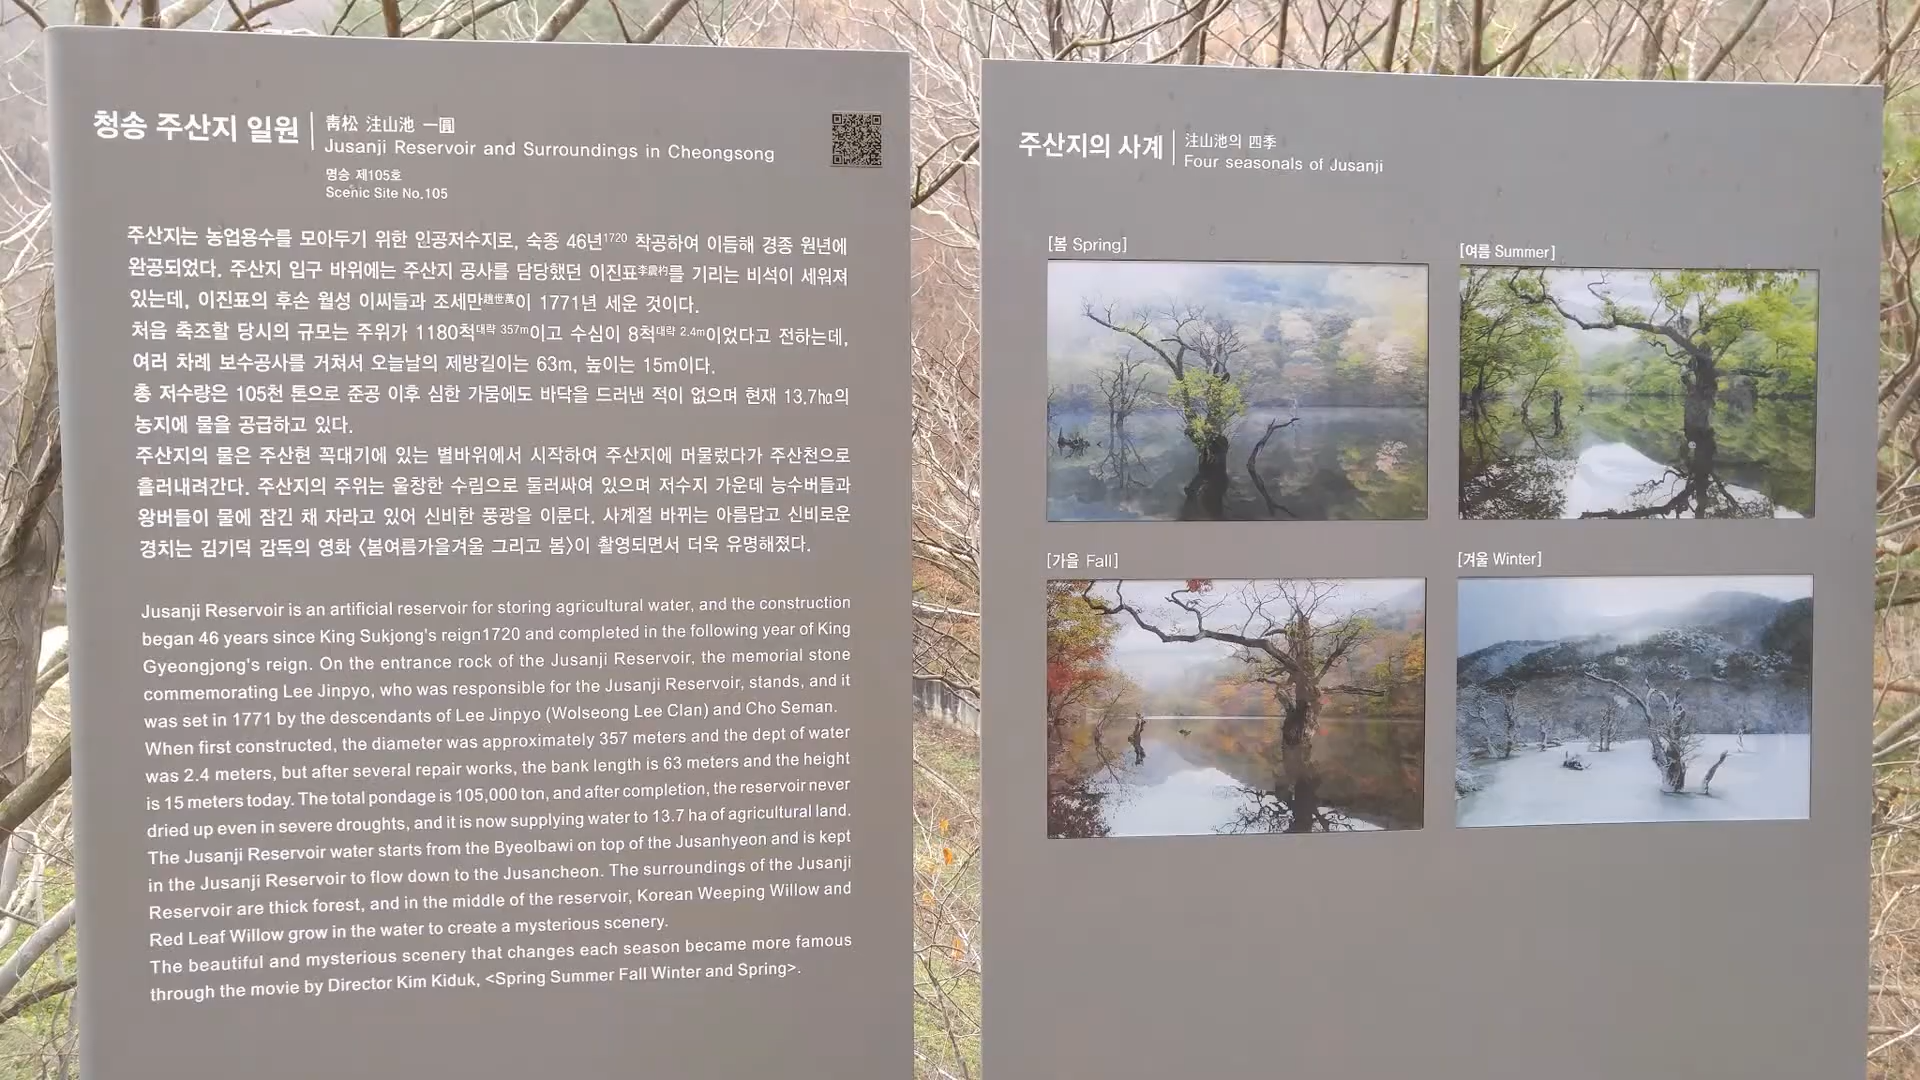 청송 주산지 일원
靑松 注山池 一圓
Jusanji Reservoir and Surroundings in Cheongsong
명승 제105호
Scenic Site No.105
주산지는 농업용수를 모아두기 위한 인공저수지로, 숙종 46년1720 착공하여 이듬해 경종 원년에
완공되었다. 주산지 입구 바위에는 주산지 공사를 담당했던 이진표를 기리는 비석이 세워져
있는데, 이진표의 후손 월성 이씨들과 조세만趙世萬이 1771년 세운 것이다.
처음 축조할 당시의 규모는 주위가 1180척대략 357m이고 수심이 8척대략 2.4m이었다고 전하는데,
여러 차례 보수공사를 거쳐서 오늘날의 제방길이는 63m, 높이는 15m이다.
총 저수량은 105천 톤으로 준공 이후 심한 가뭄에도 바닥을 드러낸 적이 없으며 현재 13.7ha의
농지에 물을 공급하고 있다.
주산지의 물은 주산현 꼭대기에 있는 별바위에서 시작하여 주산지에 머물렀다가 주산천으로
흘러내려간다. 주산지의 주위는 울창한 수림으로 둘러싸여 있으며 저수지 가운데 능수버들과
왕버들이 물에 잠긴 채 자라고 있어 신비한 풍광을 이룬다. 사계절 바뀌는 아름답고 신비로운
경치는 김기덕 감독의 영화 〈봄여름가을겨울 그리고 봄〉이 촬영되면서 더욱 유명해졌다.
Jusanji Reservoir is an artificial reservoir for storing agricultural water, and the construction
began 46 years since King Sukjong's reign1720 and completed in the following year of King
Gyeongjong's reign. On the entrance rock of the Jusanji Reservoir, the memorial stone
commemorating Lee Jinpyo, who was responsible for the Jusanji Reservoir, stands, and it
was set in 1771 by the descendants of Lee Jinpyo (Wolseong Lee Clan) and Cho Seman.
When first constructed, the diameter was approximately 357 meters and the dept of water
was 2.4 meters, but after several repair works, the bank length is 63 meters and the height
is 15 meters today. The total pondage is 105,000 ton, and after completion, the reservoir never
dried up even in severe droughts, and it is now supplying water to 13.7 ha of agricultural land.
The Jusanji Reservoir water starts from the Byeolbawi on top of the Jusanhyeon and is kept
in the Jusanji Reservoir to flow down to the Jusancheon. The surroundings of the Jusanji
Reservoir are thick forest, and in the middle of the reservoir, Korean Weeping Willow and
Red Leaf Willow grow in the water to create a mysterious scenery.
The beautiful and mysterious scenery that changes each season became more famous
through the movie by Director Kim Kiduk, <Spring Summer Fall Winter and Spring>.
주산지의 사계
注山池의 四季
Four seasonals of Jusanji
[봄 Spring]
[여름 Summer]
[가을 Fall]
[겨울 Winter]